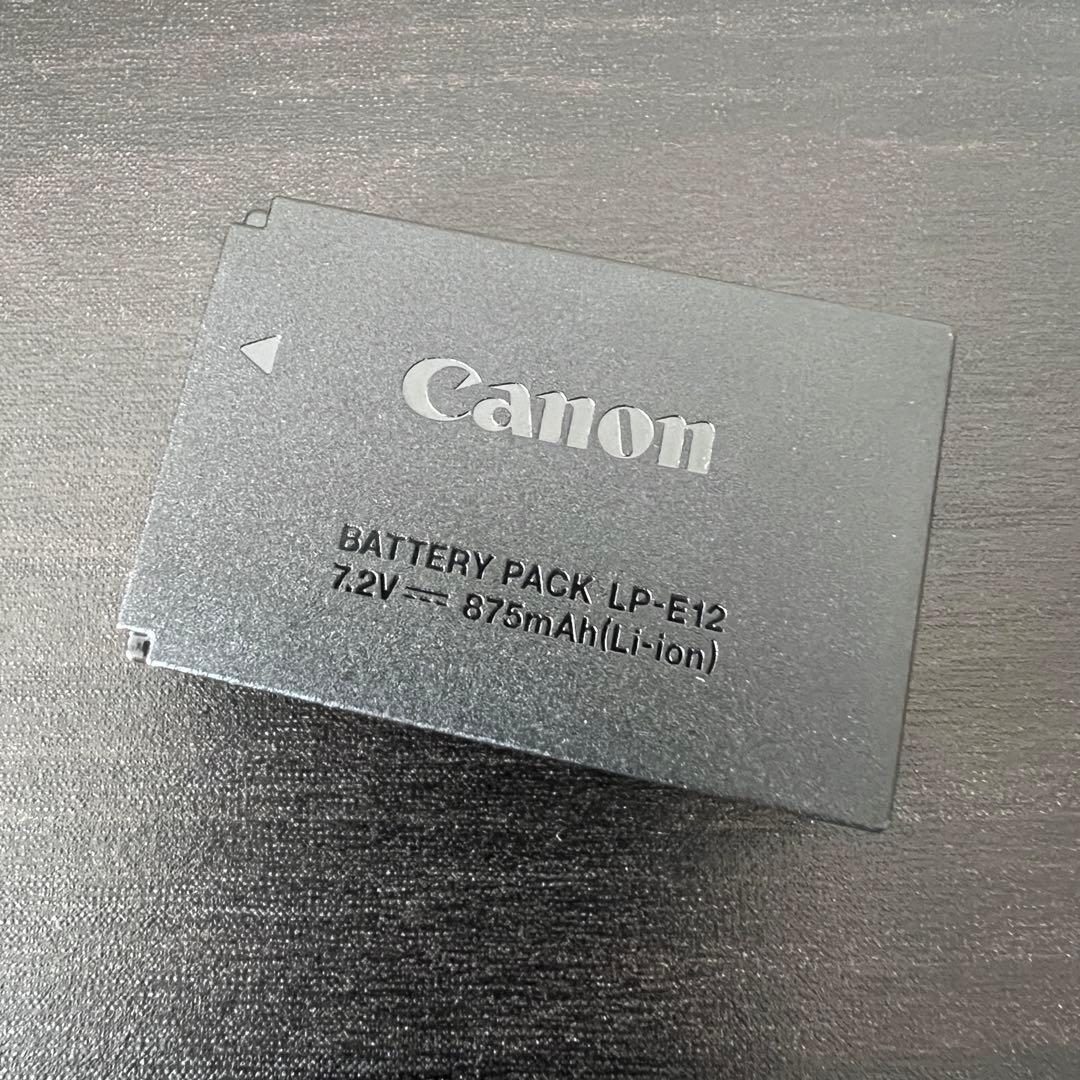 Canon
BATTERY PACK LP-E12
7.2V⎓ 875mAh(Li-ion)